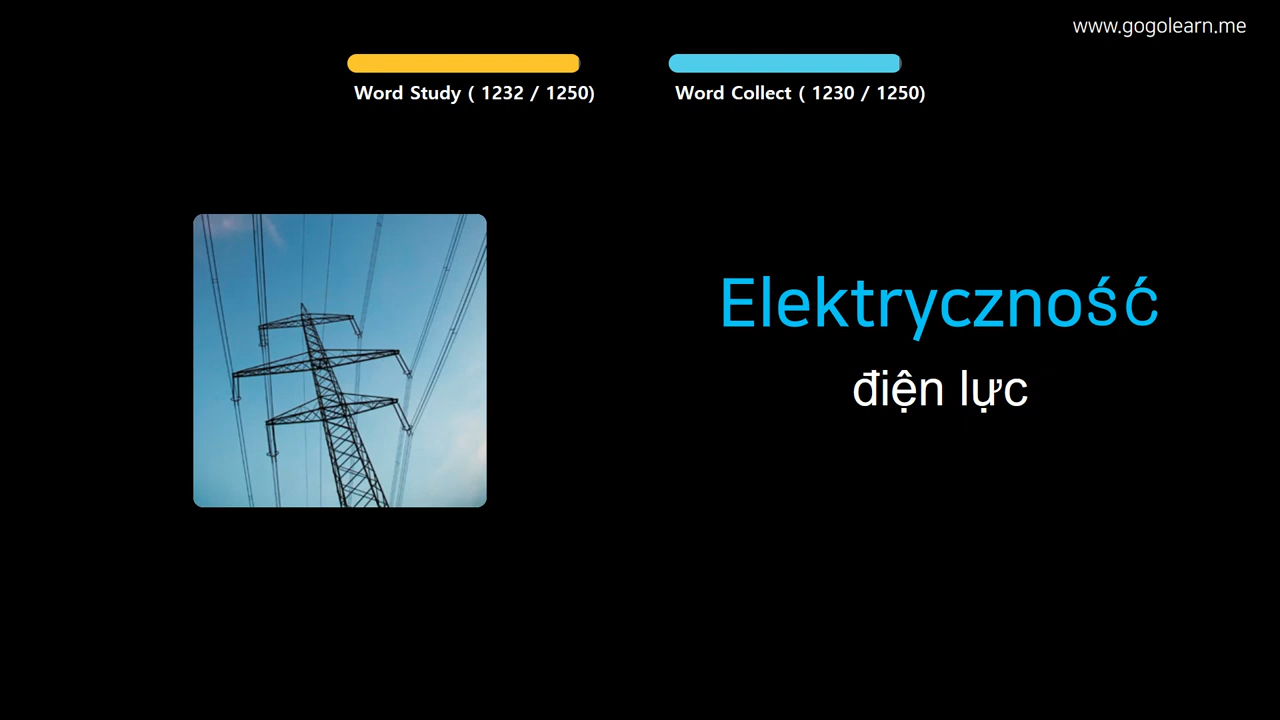 www.gogolearn.me
Word Study ( 1232 / 1250)
Word Collect ( 1230 / 1250)
Elektryczność
điện lực